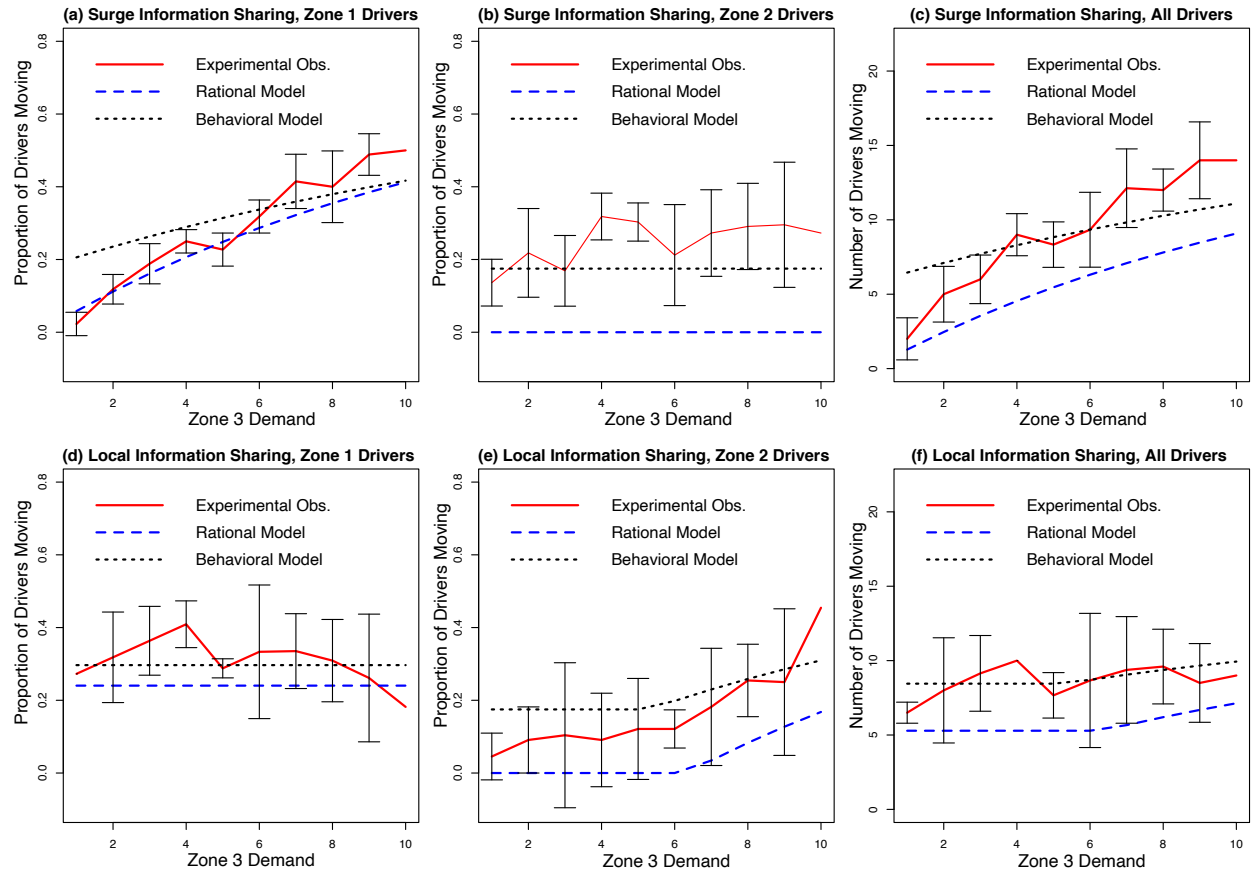 (a) Surge Information Sharing, Zone 1 Drivers
Proportion of Drivers Moving
0.0 0.2 0.4 0.6 0.8
Experimental Obs.
Rational Model
Behavioral Model
2 4 6 8 10
Zone 3 Demand
(b) Surge Information Sharing, Zone 2 Drivers
Proportion of Drivers Moving
0.0 0.2 0.4 0.6 0.8
Experimental Obs.
Rational Model
Behavioral Model
2 4 6 8 10
Zone 3 Demand
(c) Surge Information Sharing, All Drivers
Number of Drivers Moving
0 5 10 15 20
Experimental Obs.
Rational Model
Behavioral Model
2 4 6 8 10
Zone 3 Demand
(d) Local Information Sharing, Zone 1 Drivers
Proportion of Drivers Moving
0.0 0.2 0.4 0.6 0.8
Experimental Obs.
Rational Model
Behavioral Model
2 4 6 8 10
Zone 3 Demand
(e) Local Information Sharing, Zone 2 Drivers
Proportion of Drivers Moving
0.0 0.2 0.4 0.6 0.8
Experimental Obs.
Rational Model
Behavioral Model
2 4 6 8 10
Zone 3 Demand
(f) Local Information Sharing, All Drivers
Number of Drivers Moving
0 5 10 15 20
Experimental Obs.
Rational Model
Behavioral Model
2 4 6 8 10
Zone 3 Demand